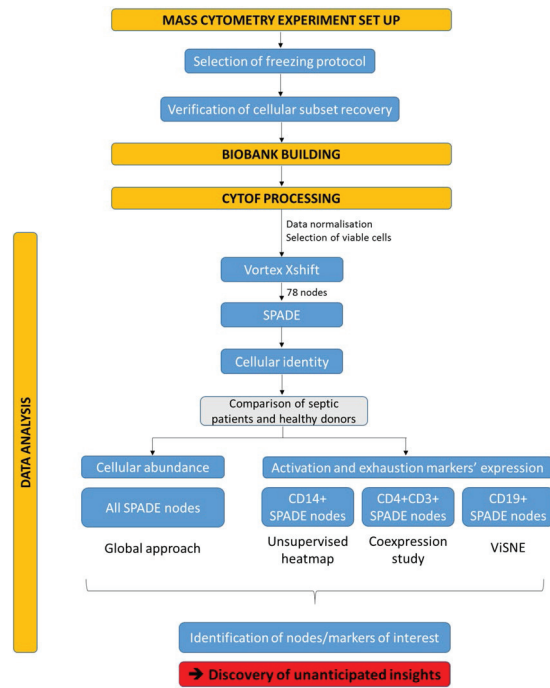 MASS CYTOMETRY EXPERIMENT SET UP
Selection of freezing protocol
Verification of cellular subset recovery
BIOBANK BUILDING
CYTOF PROCESSING
Data normalisation
Selection of viable cells
Vortex Xshift
78 nodes
SPADE
Cellular identity
Comparison of septic
patients and healthy donors
DATA ANALYSIS
Cellular abundance
Activation and exhaustion markers' expression
All SPADE nodes
CD14+
SPADE nodes
CD4+CD3+
SPADE nodes
CD19+
SPADE nodes
Global approach
Unsupervised
heatmap
Coexpression
study
ViSNE
Identification of nodes/markers of interest
➔ Discovery of unanticipated insights